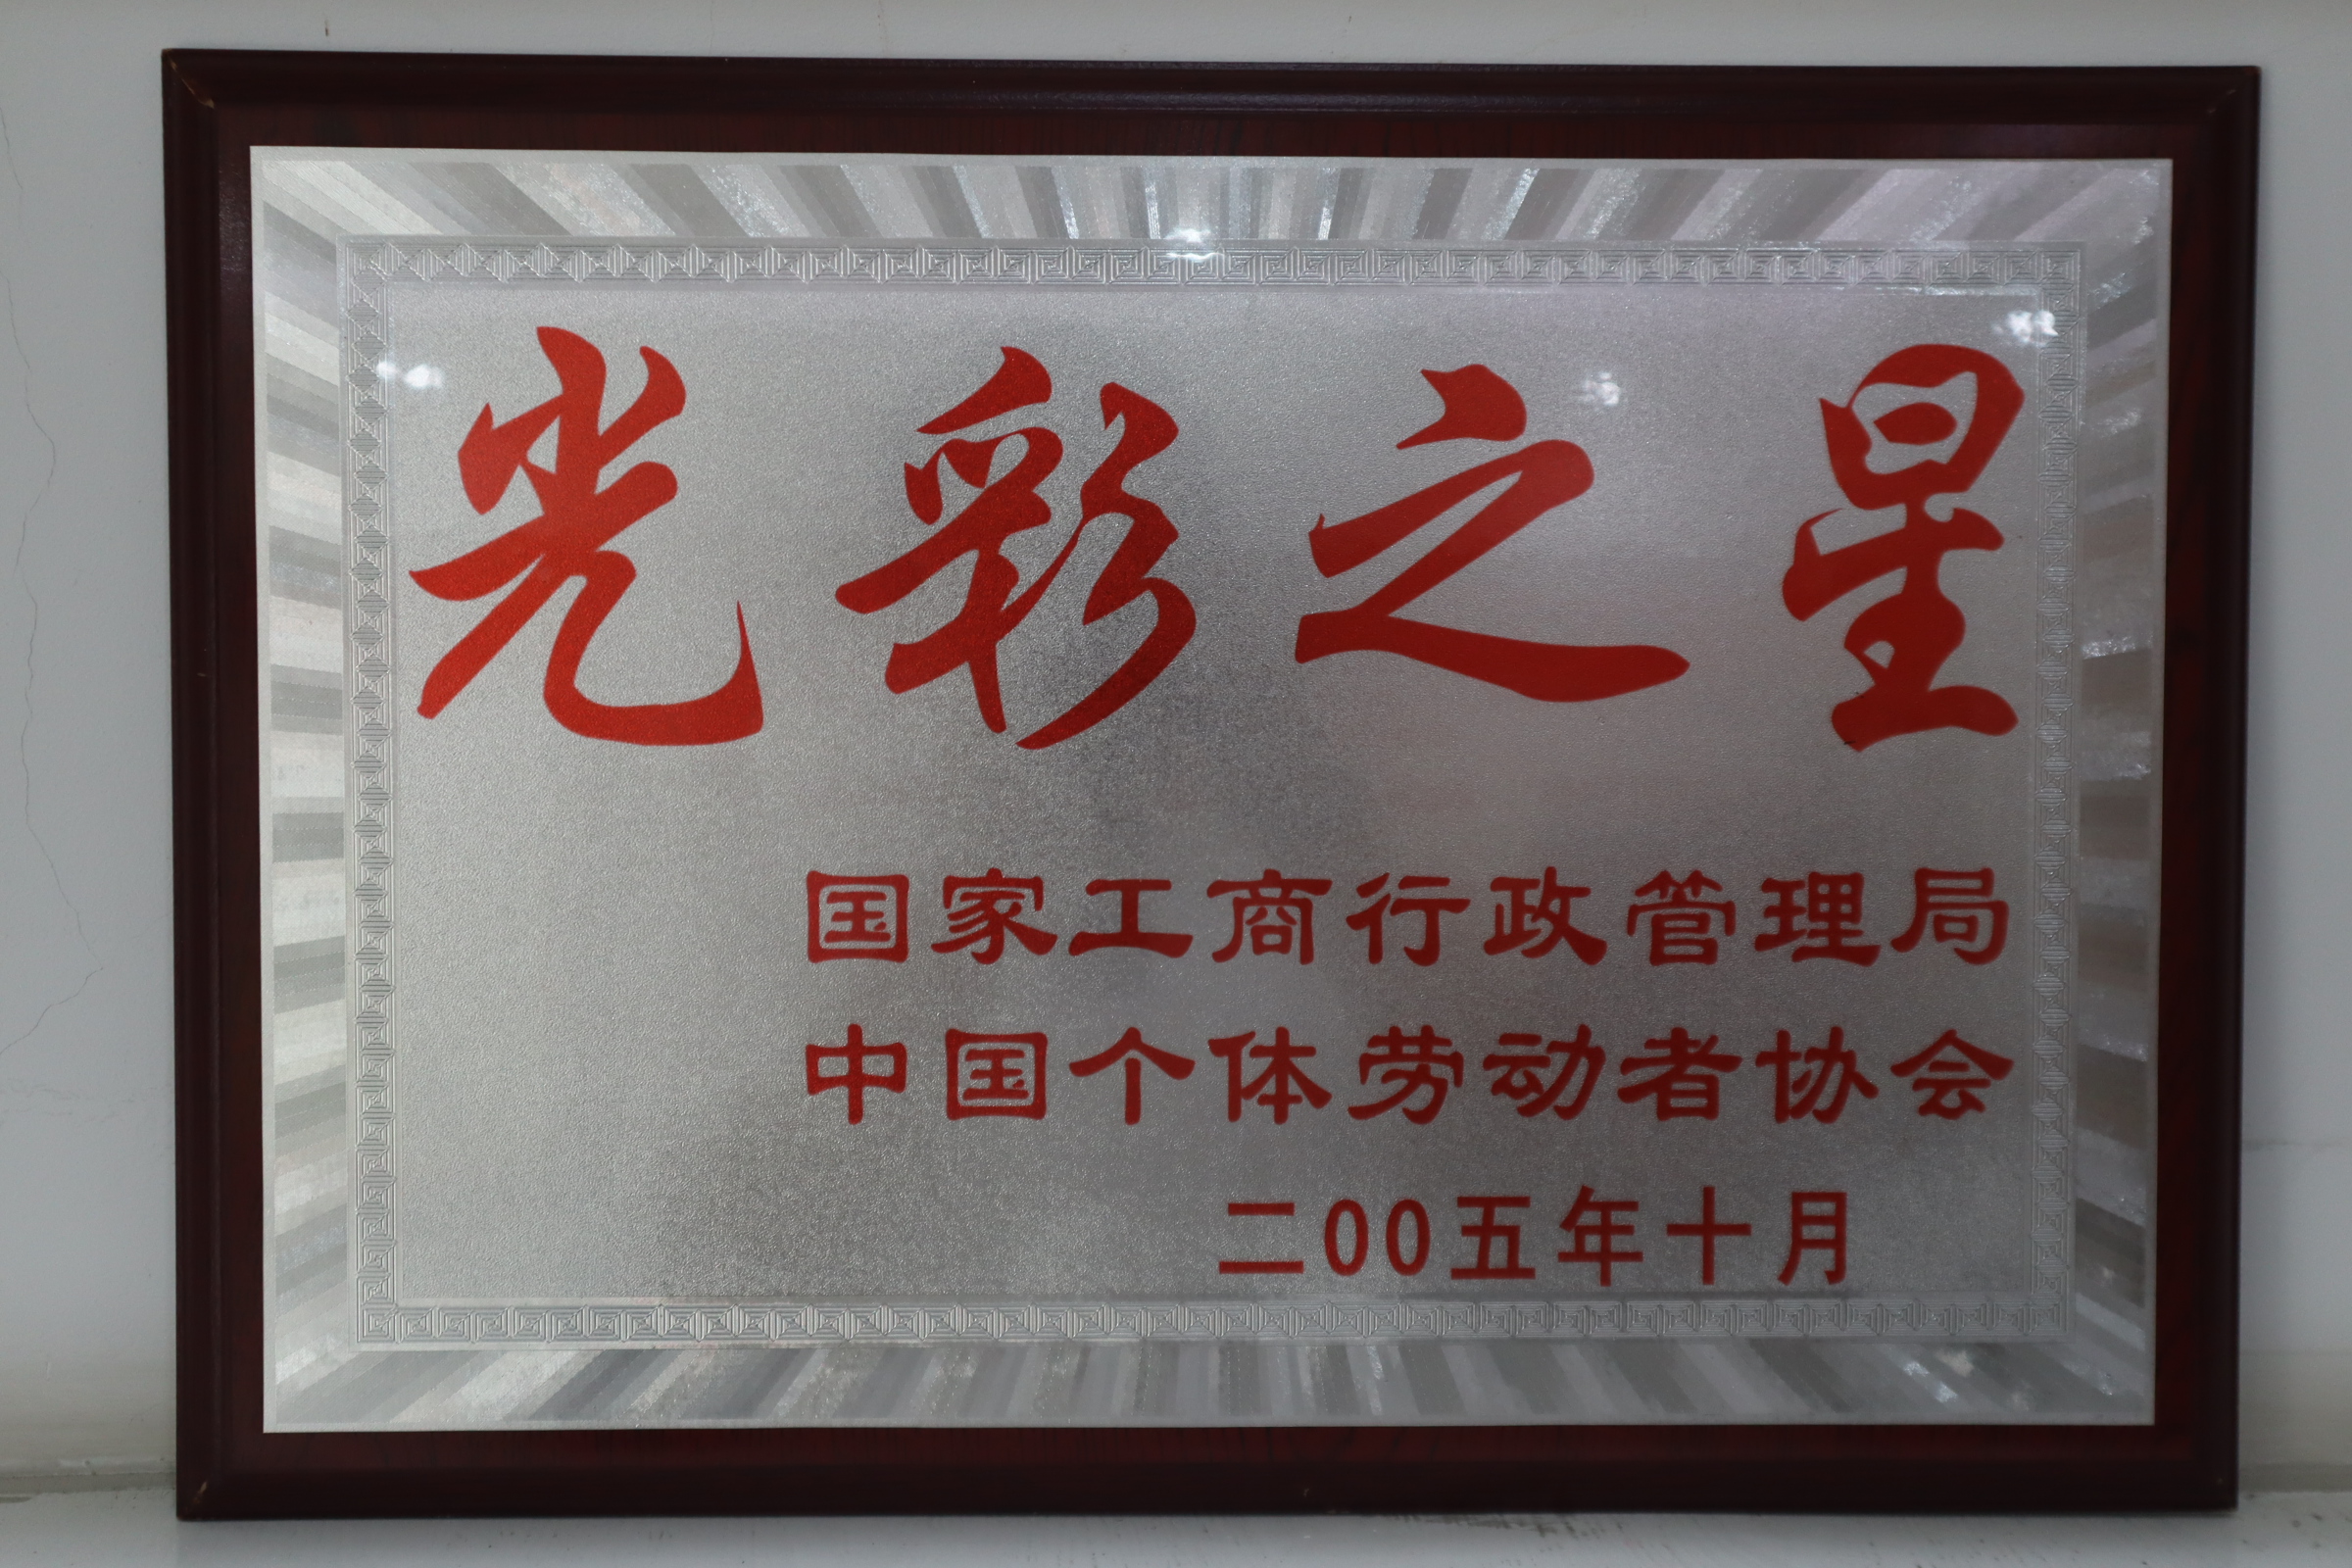 光彩之星
国家工商行政管理局
中国个体劳动者协会
二00五年十月